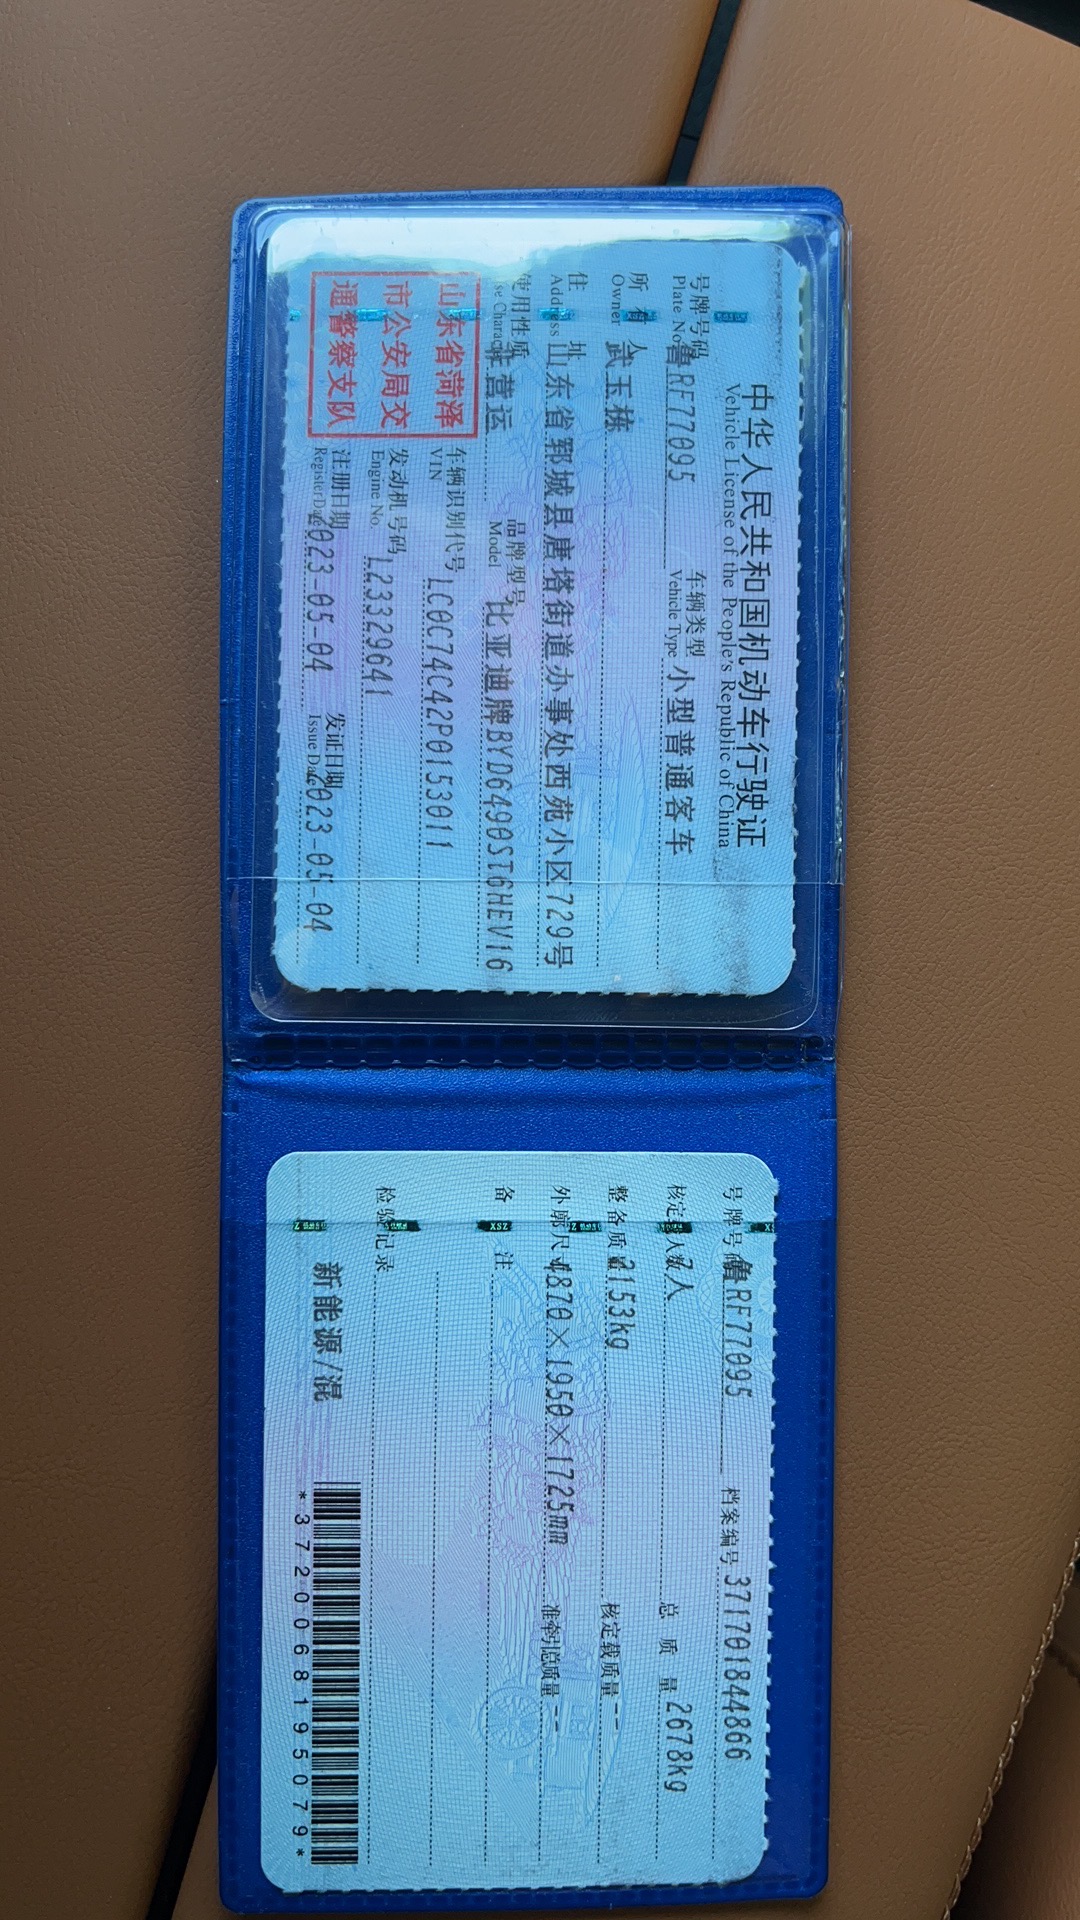 中华人民共和国机动车行驶证
Vehicle License of the People's Republic of China
号牌号码 鲁RF77095 车辆类型 小型普通客车
Plate No. Vehicle Type
所有人 武玉栋
Owner
住址 山东省郓城县唐塔街道办事处西苑小区729号
Address
使用性质 非营运 品牌型号 比亚迪牌BYD6490ST6HEV16
Use Character Model
山东省菏泽
市公安局交
通警察支队
车辆识别代号 LC0C74C42P0153011
VIN
发动机号码 L23329641
Engine No.
注册日期 2023-05-04 发证日期 2023-05-04
Register Date Issue Date
号牌号码 鲁RF77095 档案编号 371701844866
核定载人数 7人 总质量 2678kg
整备质量 2153kg 核定载质量 --
外廓尺寸 4870×1950×1725mm 准牵引总质量 --
备注
检验记录
新能源/混
*3720068195079*